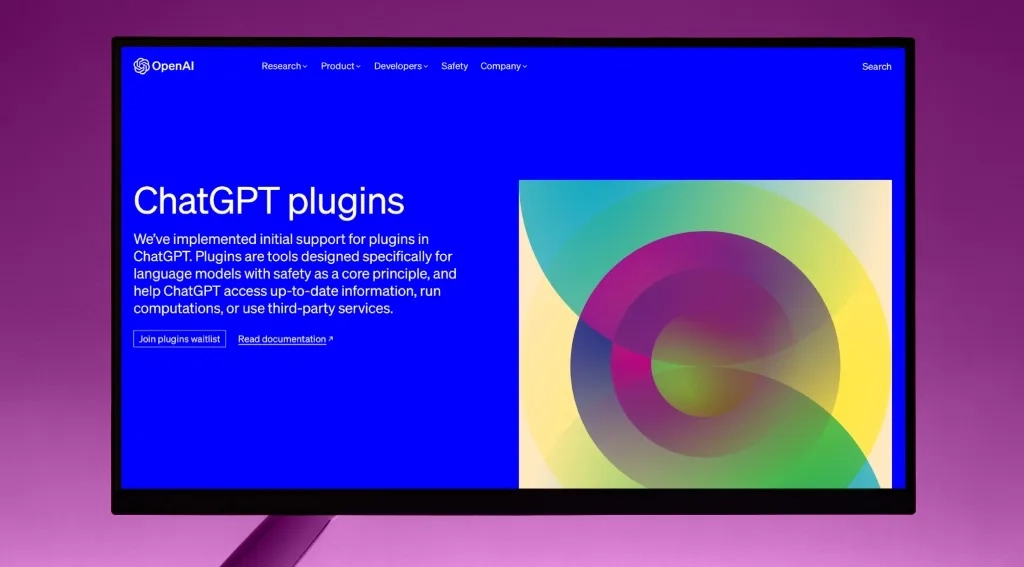 OpenAI
Research Product Developers Safety Company
Search
ChatGPT plugins
We've implemented initial support for plugins in
ChatGPT. Plugins are tools designed specifically for
language models with safety as a core principle, and
help ChatGPT access up-to-date information, run
computations, or use third-party services.
Join plugins waitlist
Read documentation ↗